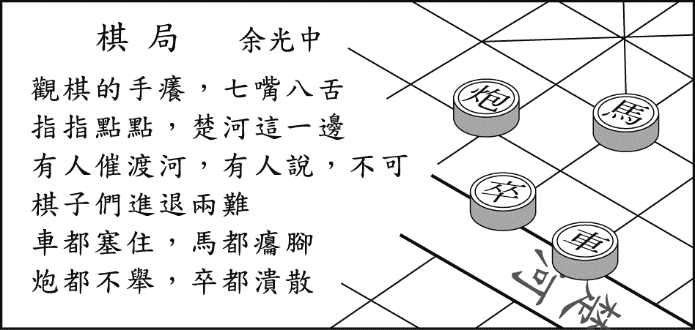 棋局 余光中
觀棋的手癢，七嘴八舌
指指點點，楚河這一邊
有人催渡河，有人說，不可
棋子們進退兩難
車都塞住，馬都癟腳
炮都不舉，卒都潰散
炮
馬
卒
車
楚河